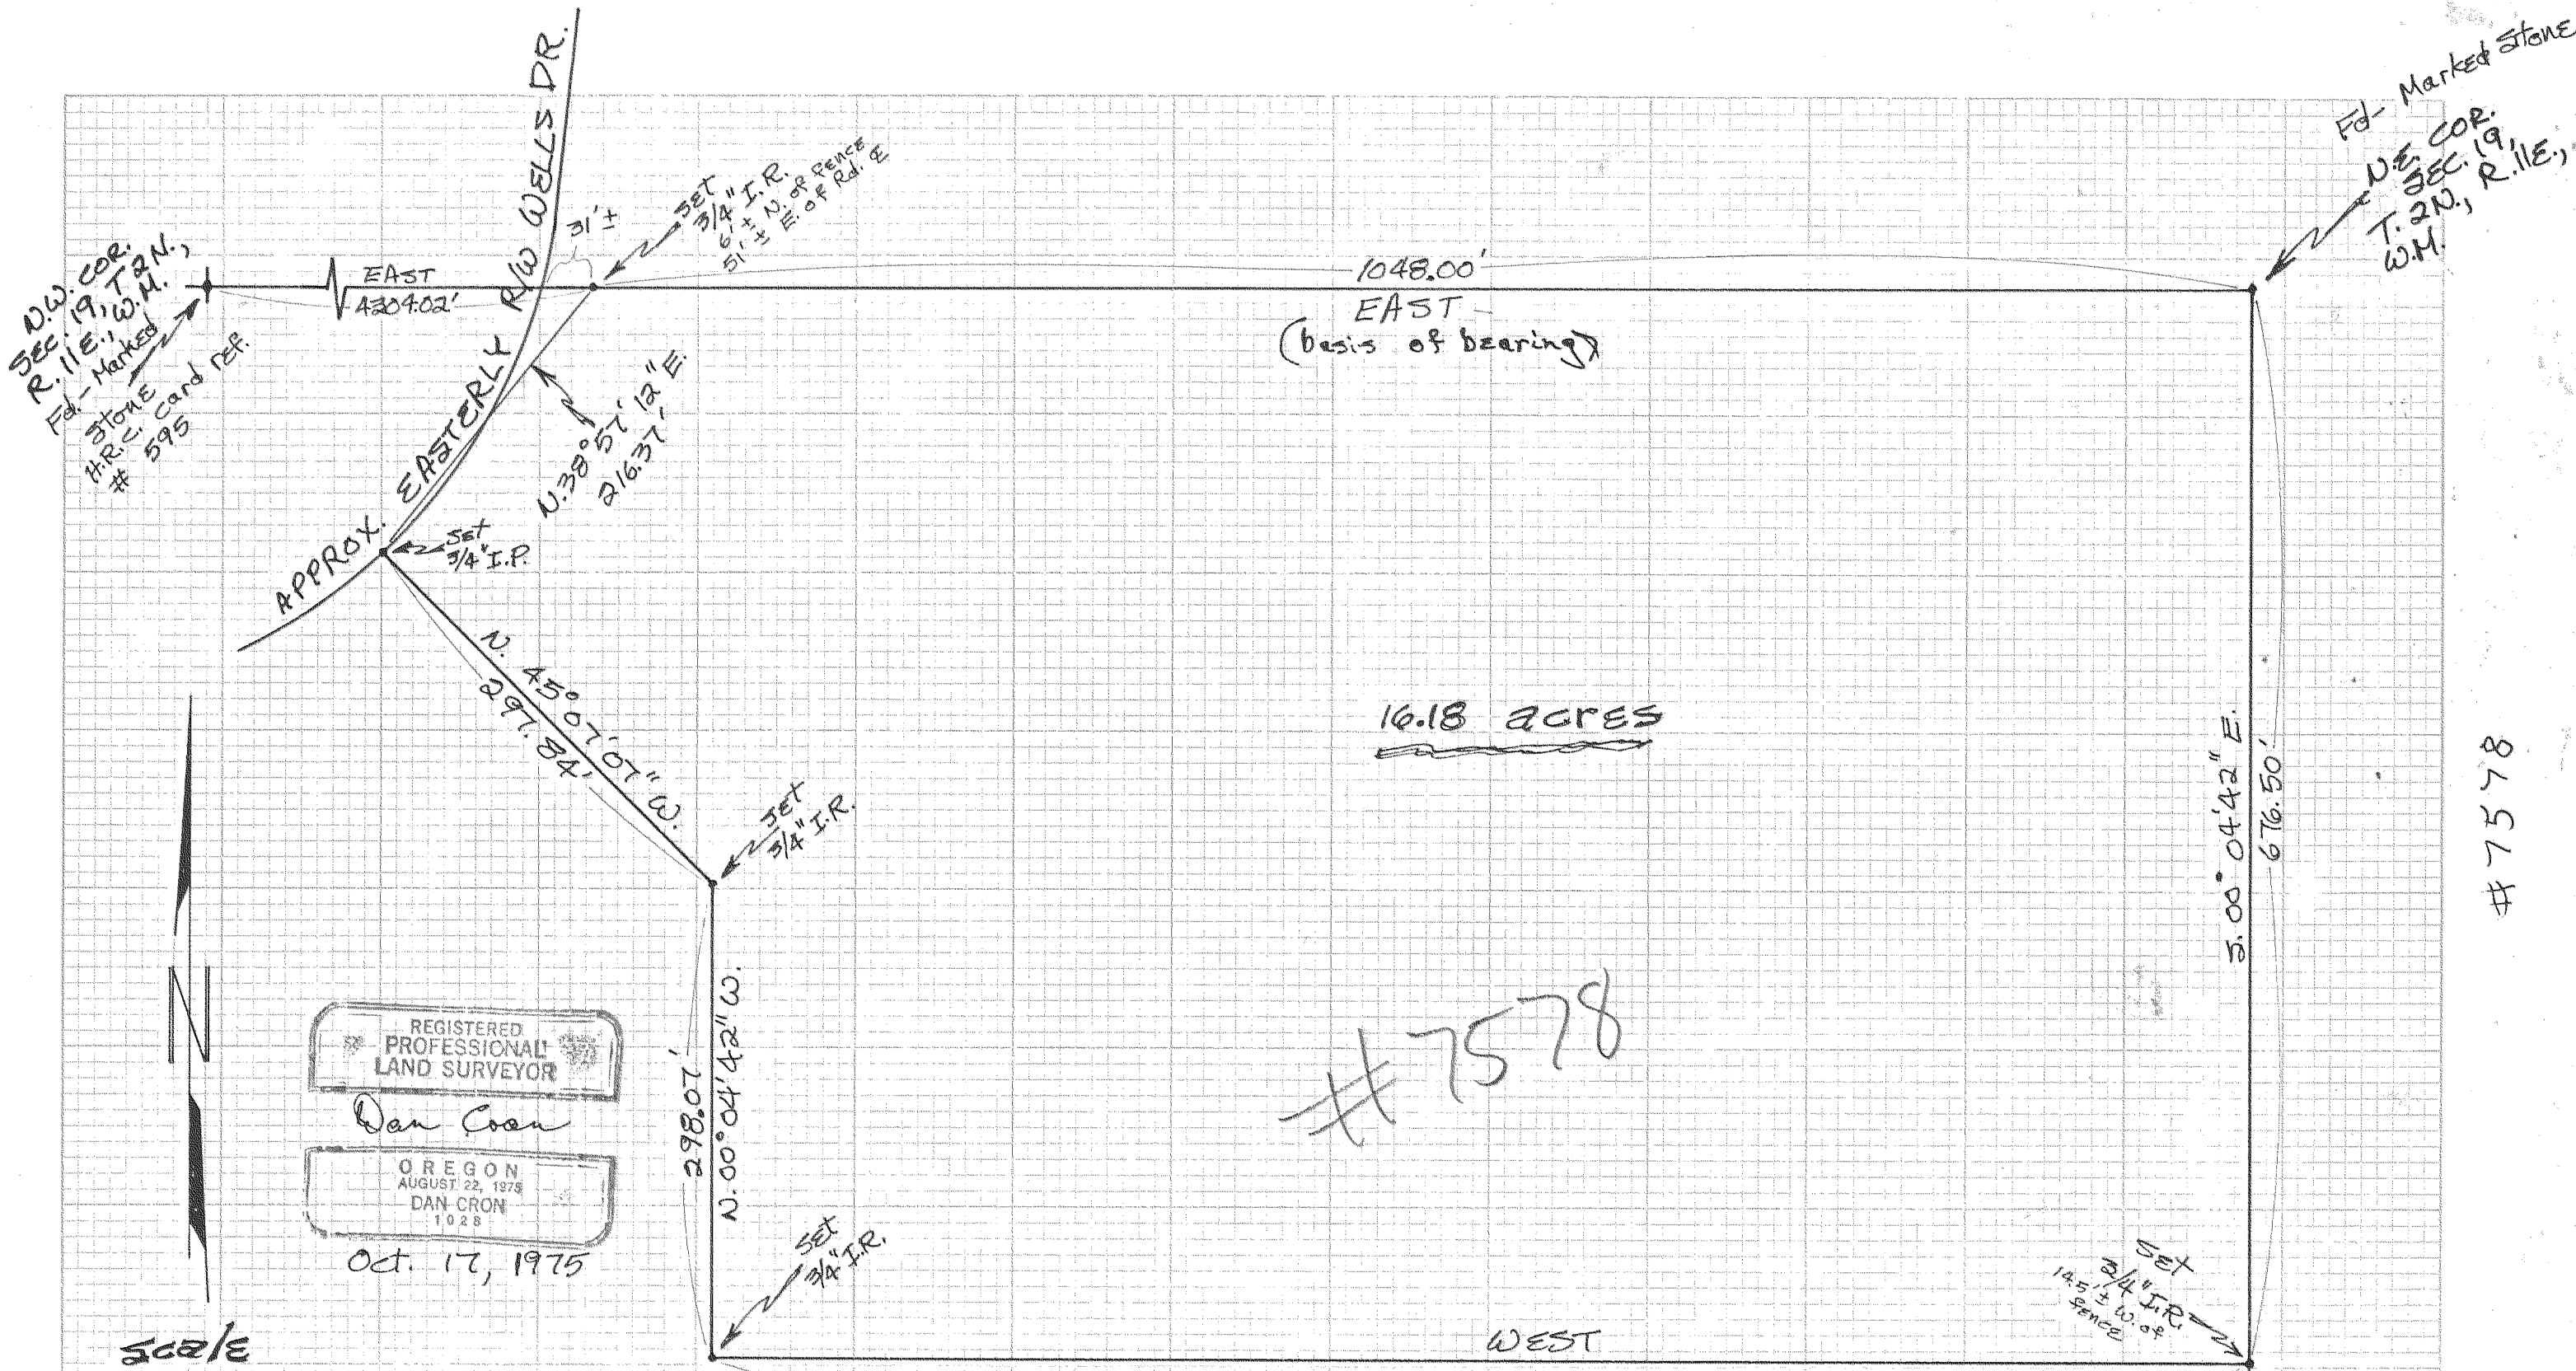 Fd- Marked Stone
N.E. COR.
SEC. 19,
T. 2N., R. 11E.,
W.M.
APPROX. EASTERLY R/W WELLS DR.
31'±
SET
3/4" I.R.
6'± N. of fence
51'± E. of Rd. ℄
N.W. COR.
SEC. 19, T. 2N.,
R. 11E., W.M.
Fd.- Marked
Stone
H.R.C. card ref.
# 595
EAST
4204.02'
1048.00'
EAST
(basis of bearing)
N. 38° 57' 12" E.
216.37'
SET
3/4" I.P.
N. 45° 07' 07" W.
297.84'
16.18 acres
SET
3/4" I.R.
S. 00° 04' 42" E.
676.50'
# 7578
N
298.07'
N. 00° 04' 42" W.
# 7578
REGISTERED
PROFESSIONAL
LAND SURVEYOR
OREGON
AUGUST 22, 1975
DAN CRON
1028
Oct. 17, 1975
SET
3/4" I.R.
SET
3/4" I.R.
14.5'± W. of
fence
Scale
WEST